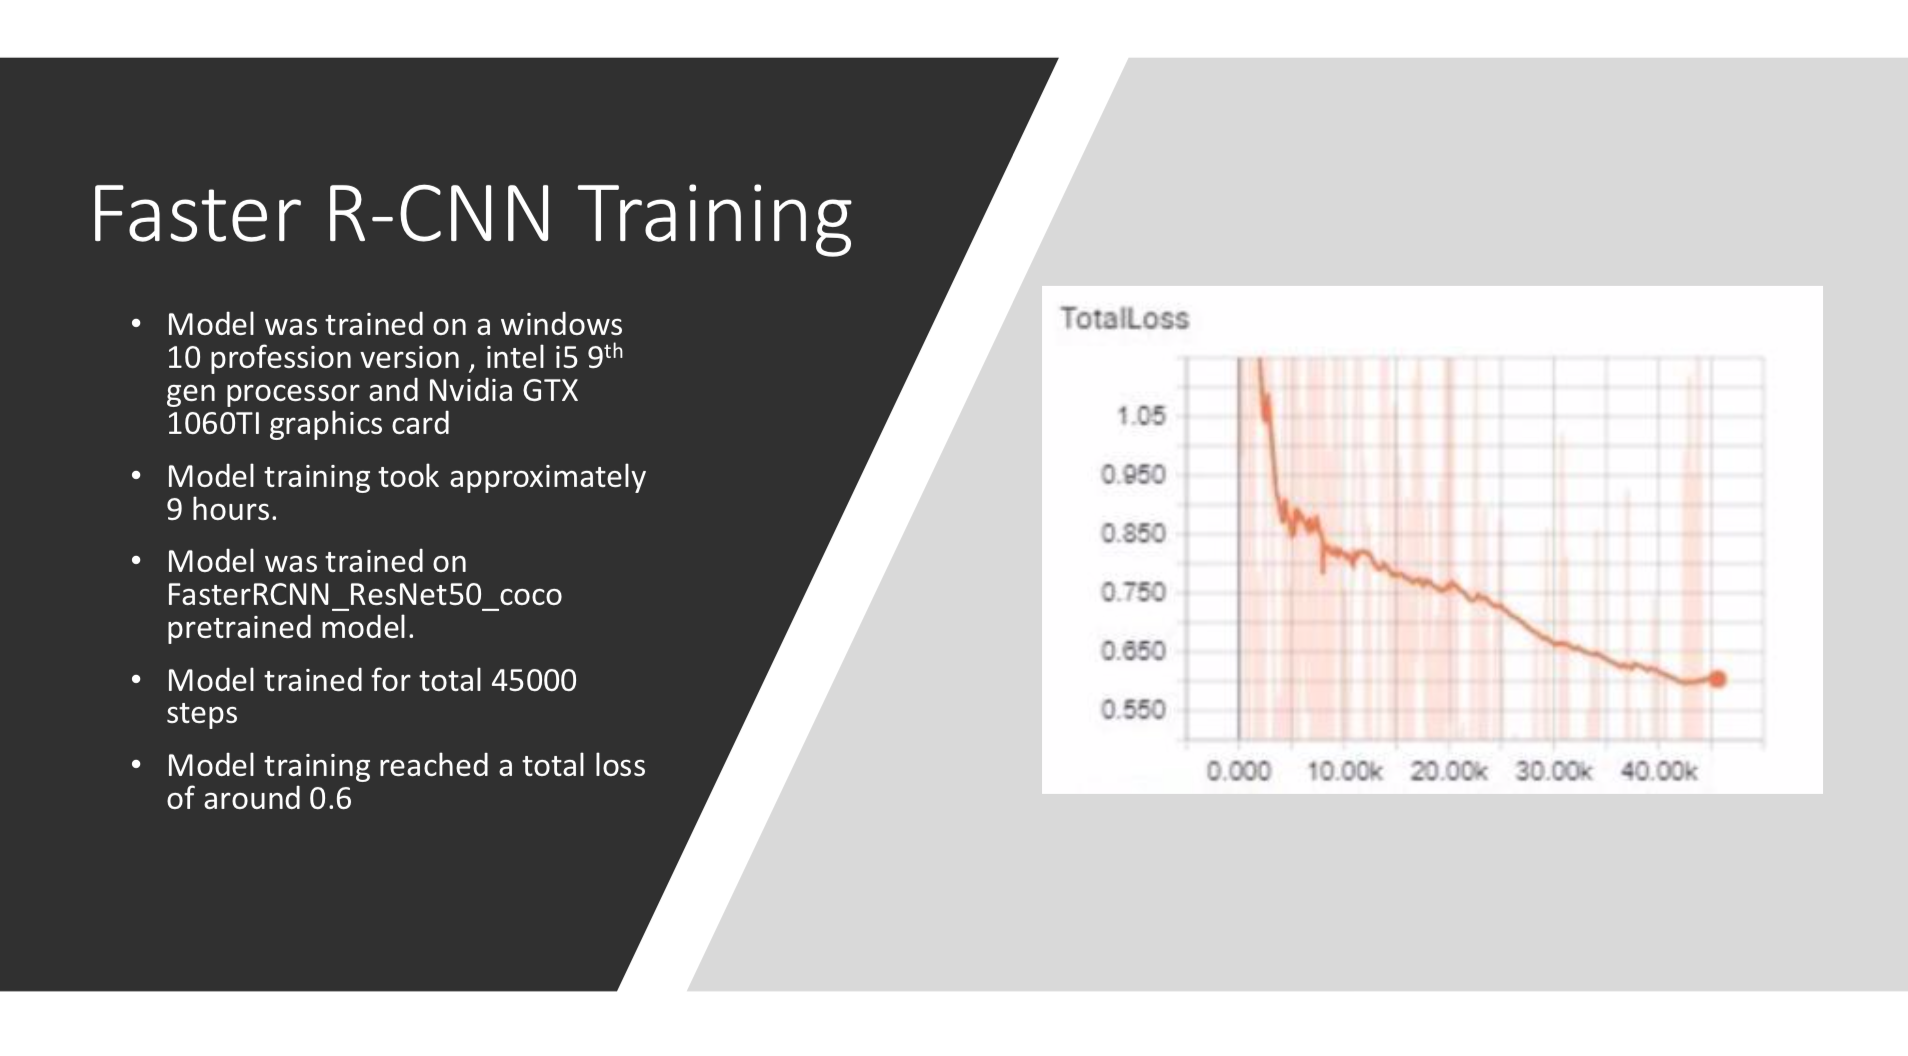 Faster R-CNN Training
• Model was trained on a windows
10 profession version , intel i5 9th
gen processor and Nvidia GTX
1060TI graphics card
• Model training took approximately
9 hours.
• Model was trained on
FasterRCNN_ResNet50_coco
pretrained model.
• Model trained for total 45000
steps
• Model training reached a total loss
of around 0.6
TotalLoss
1.05
0.950
0.850
0.750
0.650
0.550
0.000 10.00k 20.00k 30.00k 40.00k